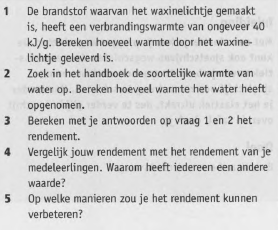 1 De brandstof waarvan het waxinelichtje gemaakt
is, heeft een verbrandingswarmte van ongeveer 40
kJ/g. Bereken hoeveel warmte door het waxine-
lichtje geleverd is.
2 Zoek in het handboek de soortelijke warmte van
water op. Bereken hoeveel warmte het water heeft
opgenomen.
3 Bereken met je antwoorden op vraag 1 en 2 het
rendement.
4 Vergelijk jouw rendement met het rendement van je
medeleerlingen. Waarom heeft iedereen een andere
waarde?
5 Op welke manieren zou je het rendement kunnen
verbeteren?